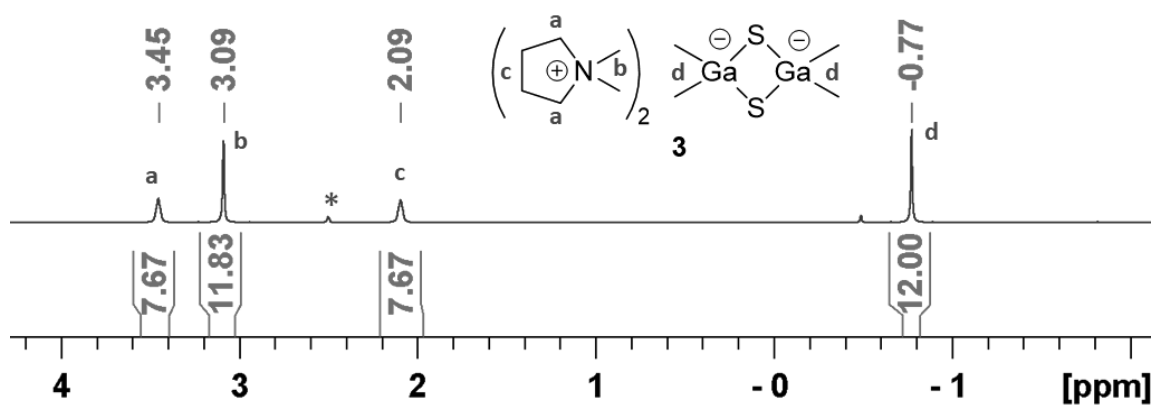 3.45
3.09
2.09
-0.77
a
c
+
N
b
a
2
d
Ga
S
S
Ga
d
3
a
b
*
c
d
7.67
11.83
7.67
12.00
4 3 2 1 - 0 - 1 [ppm]